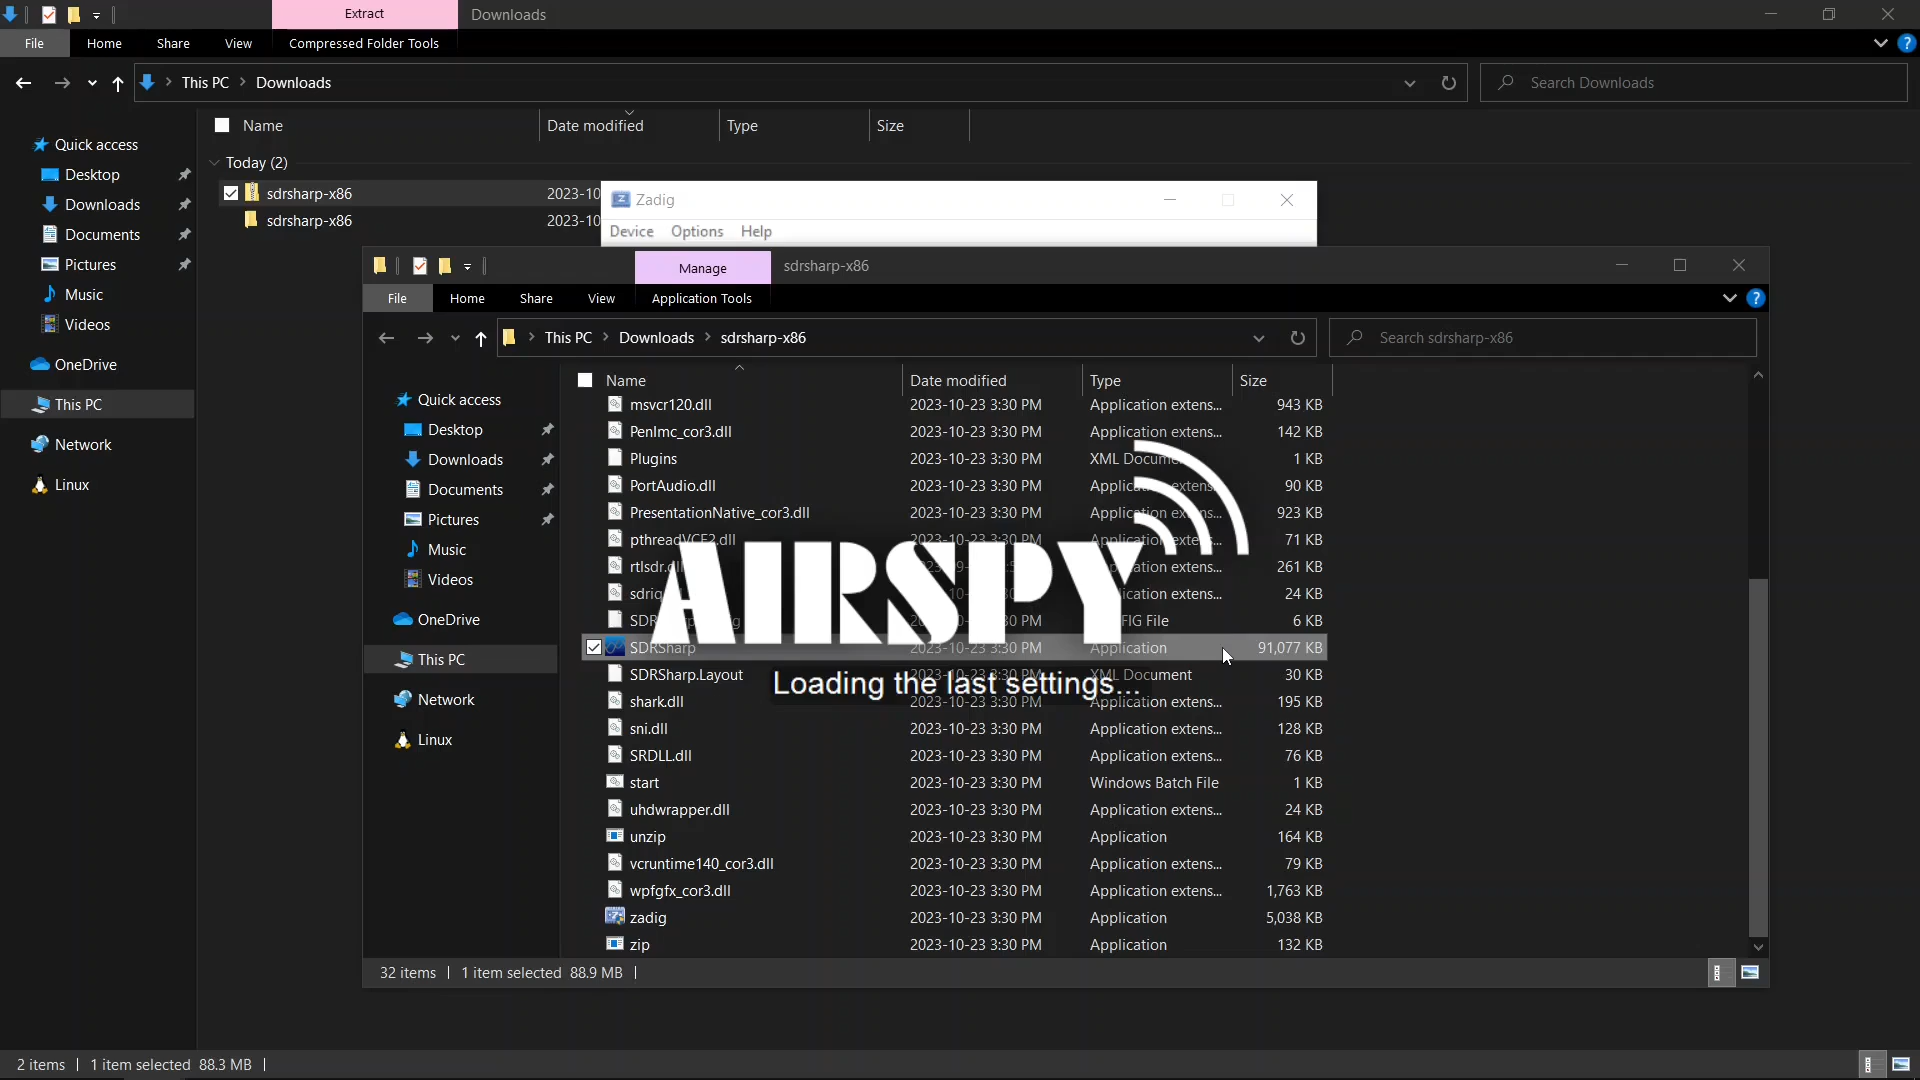 Extract
Downloads
File
Home
Share
View
Compressed Folder Tools
This PC
Downloads
Search Downloads
Name
Date modified
Type
Size
Quick access
Desktop
Downloads
Documents
Pictures
Music
Videos
OneDrive
This PC
Network
Linux
Today (2)
sdrsharp-x86 2023-10
sdrsharp-x86 2023-10
Zadig
Device Options Help
Manage
sdrsharp-x86
File
Home
Share
View
Application Tools
This PC
Downloads
sdrsharp-x86
Search sdrsharp-x86
Quick access
Desktop
Downloads
Documents
Pictures
Music
Videos
OneDrive
This PC
Network
Linux
Name Date modified Type Size
msvcr120.dll 2023-10-23 3:30 PM Application extens... 943 KB
PenImc_cor3.dll 2023-10-23 3:30 PM Application extens... 142 KB
Plugins 2023-10-23 3:30 PM XML 1 KB
PortAudio.dll 2023-10-23 3:30 PM 90 KB
PresentationNative_cor3.dll 2023-10-23 3:30 PM 923 KB
71 KB
261 KB
24 KB
6 KB
SDRSharp Application 91,077 KB
SDRSharp.Layout Document 30 KB
shark.dll 2023-10-23 3:30 PM Application extens... 195 KB
sni.dll 2023-10-23 3:30 PM Application extens... 128 KB
SRDLL.dll 2023-10-23 3:30 PM Application extens... 76 KB
start 2023-10-23 3:30 PM Windows Batch File 1 KB
uhdwrapper.dll 2023-10-23 3:30 PM Application extens... 24 KB
unzip 2023-10-23 3:30 PM Application 164 KB
vcruntime140_cor3.dll 2023-10-23 3:30 PM Application extens... 79 KB
wpfgfx_cor3.dll 2023-10-23 3:30 PM Application extens... 1,763 KB
zadig 2023-10-23 3:30 PM Application 5,038 KB
zip 2023-10-23 3:30 PM Application 132 KB
AIRSPY
Loading the last settings...
32 items
1 item selected 88.9 MB
2 items
1 item selected 88.3 MB